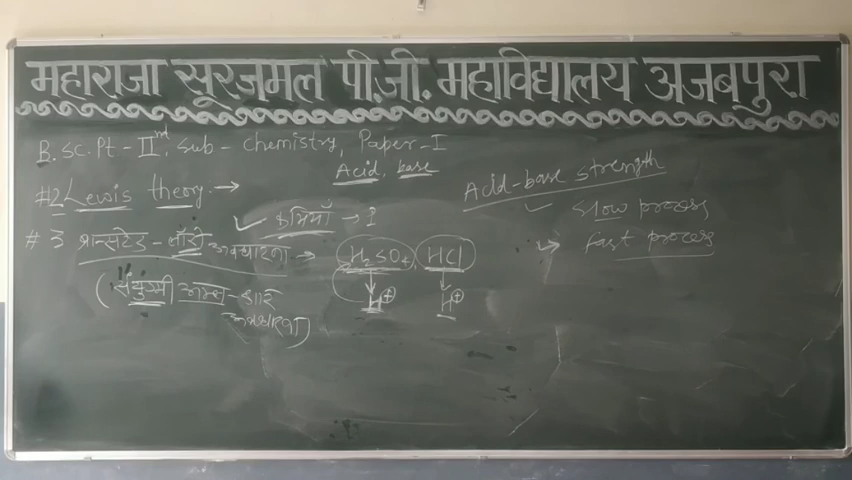 महाराजा सूरजमल पी.जी. महाविद्यालय अजबपुरा
B.Sc. Pt - IInd, Sub - Chemistry, Paper - I
Acid, base
#2 Lewis theory. →
✓ कमियाँ → I
# 3 ब्रान्सटेड - लॉरी अवधारणा → H₂SO₄, HCl
(संयुग्मी अम्ल - क्षार
अवधारणा)
H⊕ H⊕
Acid-base strength
slow process
fast process